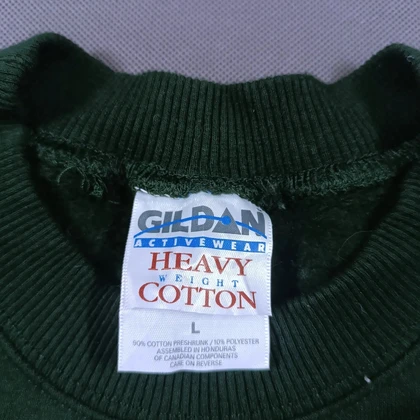 GILDAN
ACTIVEWEAR
HEAVY
WEIGHT
COTTON
L
90% COTTON PRESHRUNK / 10% POLYESTER
ASSEMBLED IN HONDURAS
OF CANADIAN COMPONENTS
CARE ON REVERSE